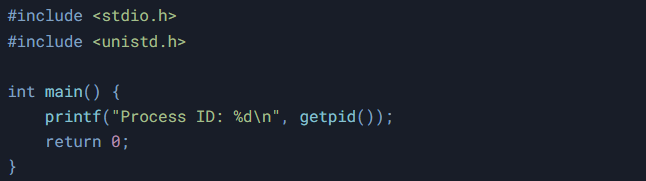 #include <stdio.h>
#include <unistd.h>
int main() {
    printf("Process ID: %d\n", getpid());
    return 0;
}